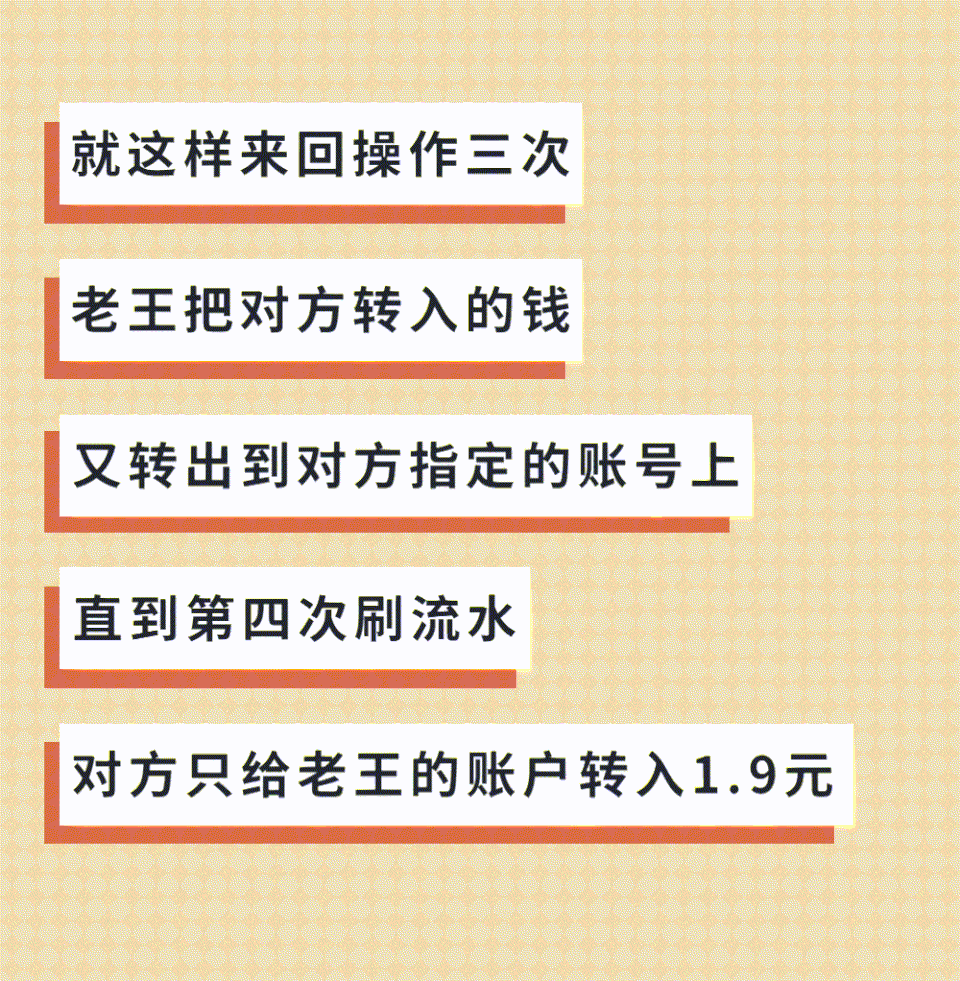 就这样来回操作三次
老王把对方转入的钱
又转出到对方指定的账号上
直到第四次刷流水
对方只给老王的账户转入1.9元